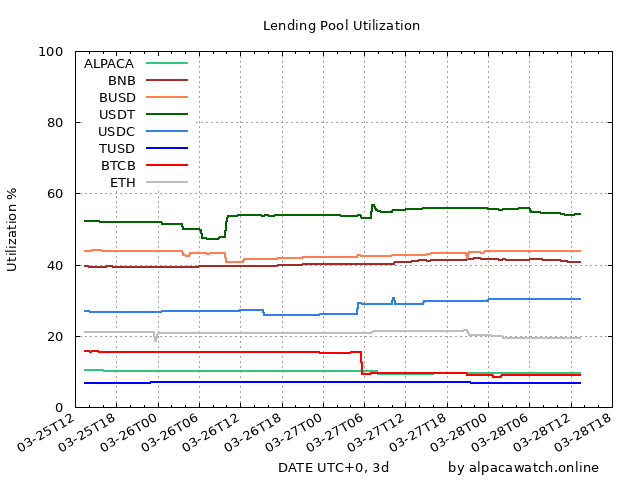 Lending Pool Utilization
Utilization %
100
80
60
40
20
0
ALPACA
BNB
BUSD
USDT
USDC
TUSD
BTCB
ETH
03-25T12
03-25T18
03-26T00
03-26T06
03-26T12
03-26T18
03-27T00
03-27T06
03-27T12
03-27T18
03-28T00
03-28T06
03-28T12
03-28T18
DATE UTC+0, 3d
by alpacawatch.online